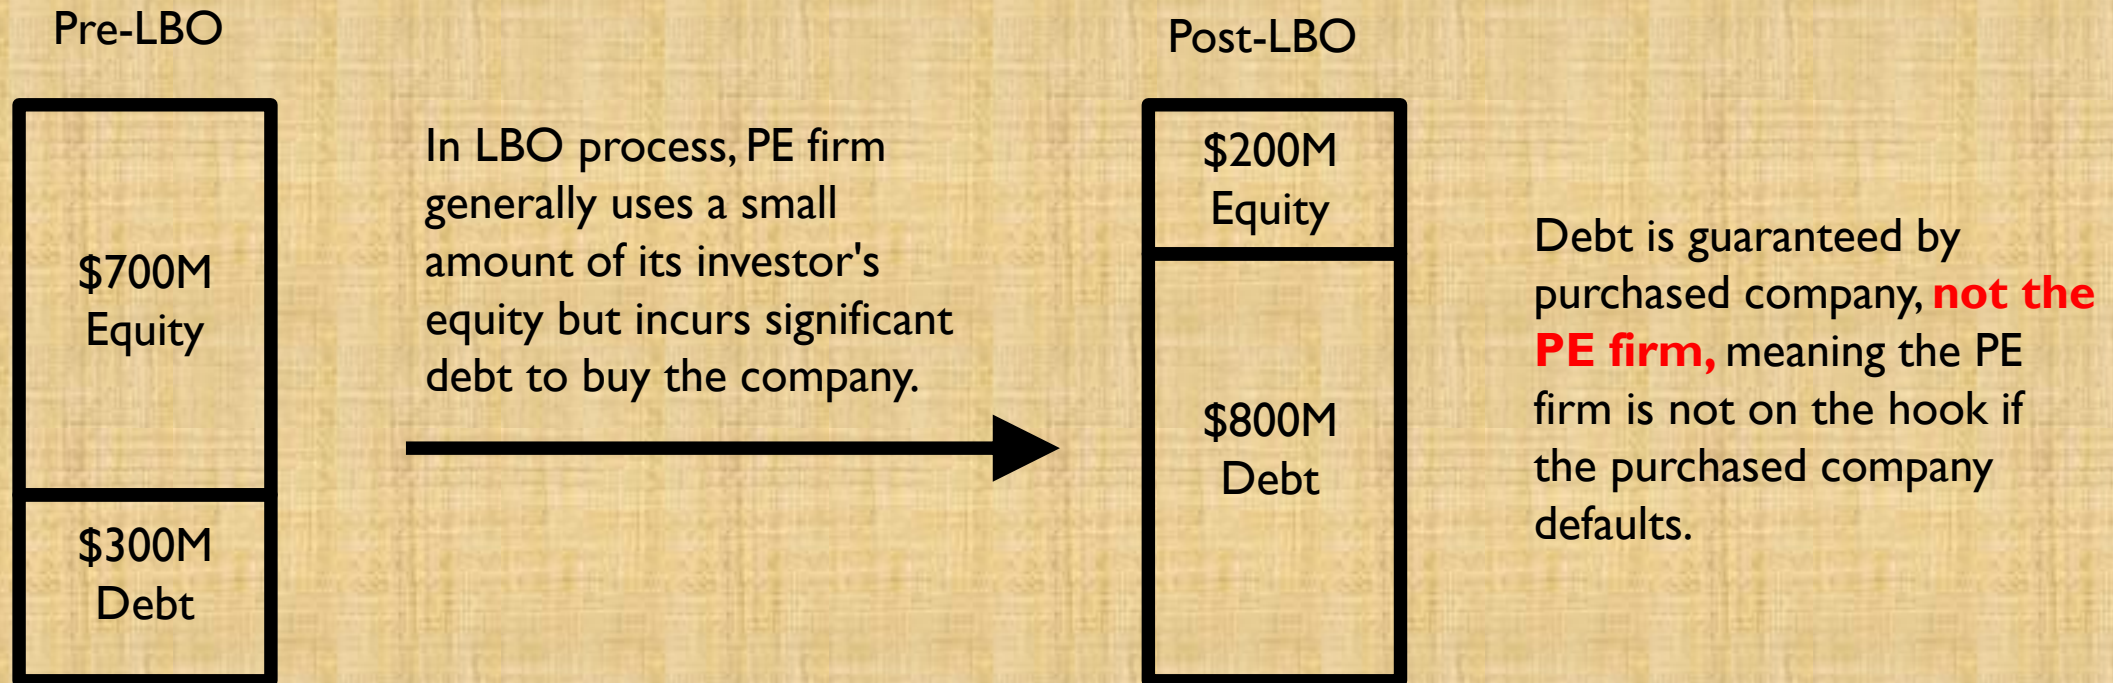 Pre-LBO
$700M
Equity
$300M
Debt
In LBO process, PE firm
generally uses a small
amount of its investor's
equity but incurs significant
debt to buy the company.
Post-LBO
$200M
Equity
$800M
Debt
Debt is guaranteed by
purchased company, not the
PE firm, meaning the PE
firm is not on the hook if
the purchased company
defaults.